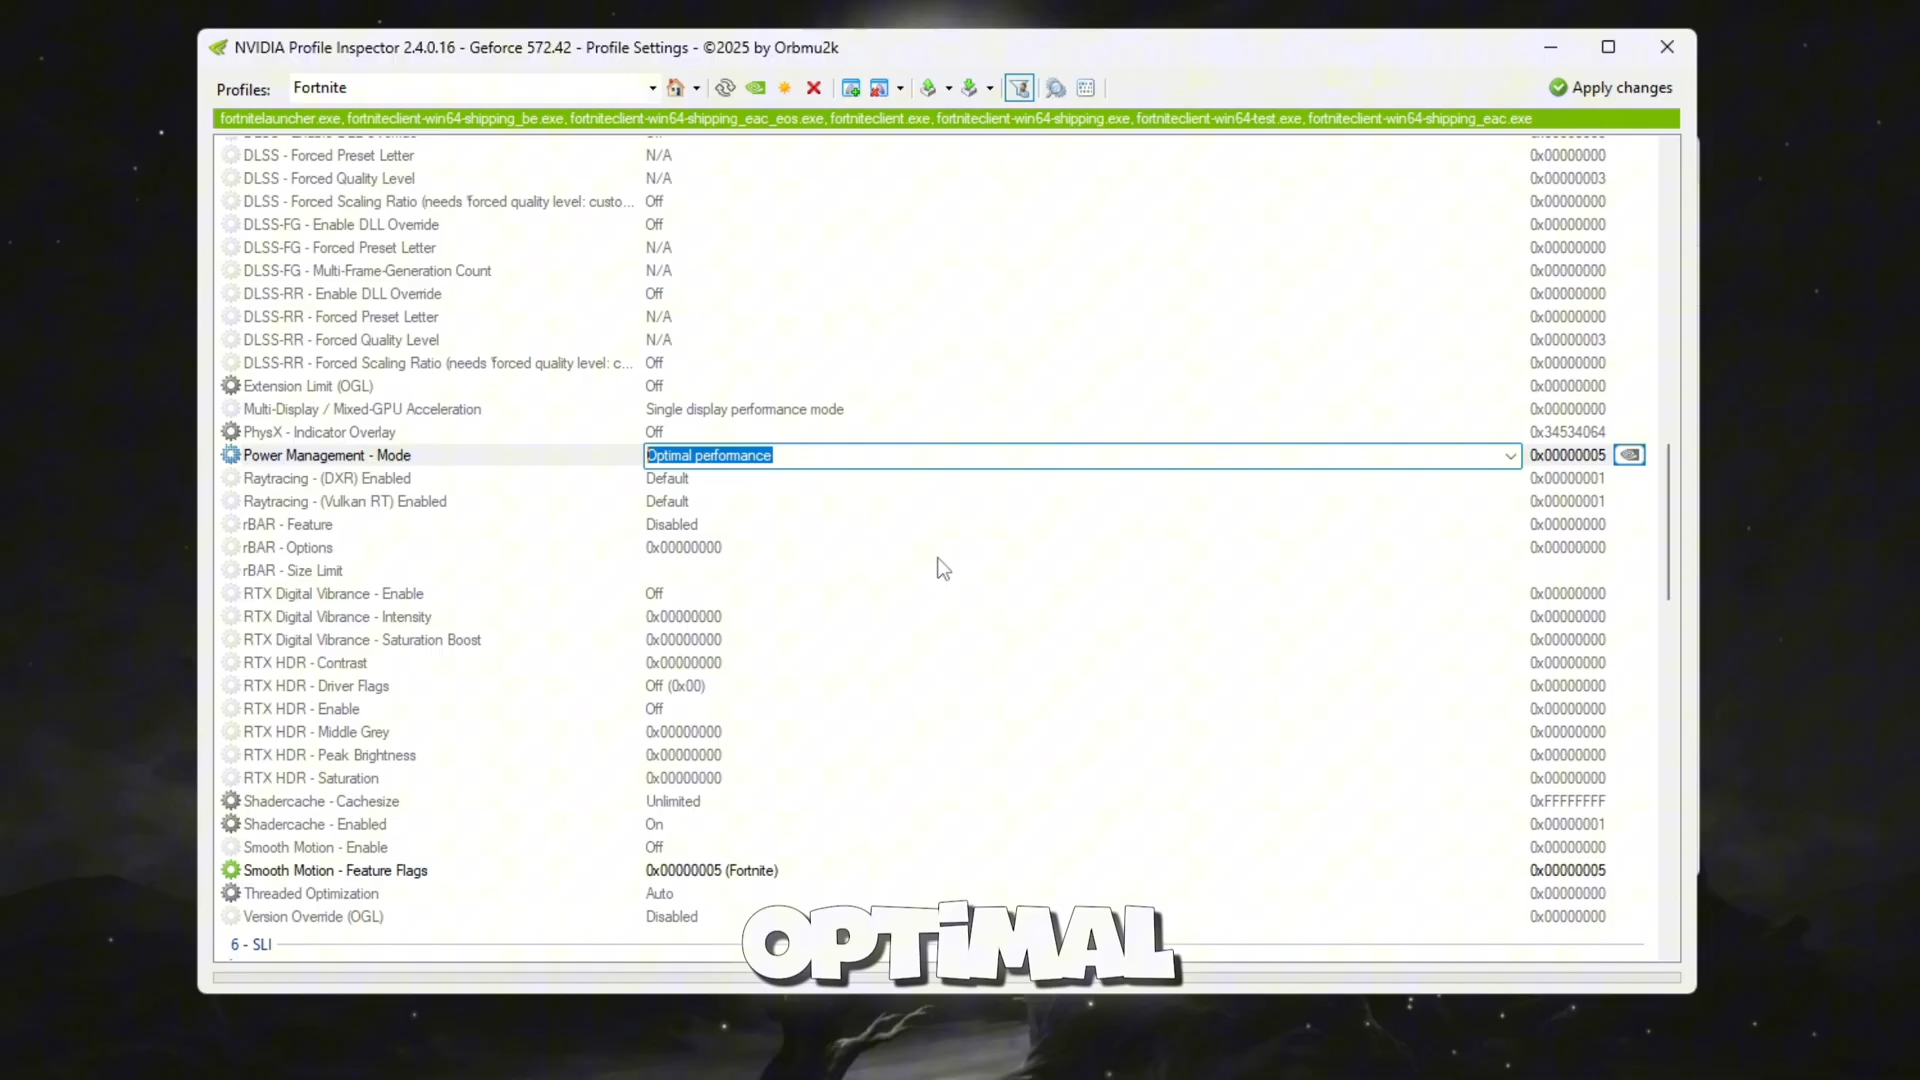 NVIDIA Profile Inspector 2.4.0.16 - Geforce 572.42 - Profile Settings - ©2025 by Orbmu2k
Profiles: Fortnite Apply changes
fortnitelauncher.exe, fortniteclient-win64-shipping_be.exe, fortniteclient-win64-shipping_eac_eos.exe, fortniteclient.exe, fortniteclient-win64-shipping.exe, fortniteclient-win64-test.exe, fortniteclient-win64-shipping_eac.exe
DLSS - Forced Preset Letter N/A 0x00000000
DLSS - Forced Quality Level N/A 0x00000003
DLSS - Forced Scaling Ratio (needs 'forced quality level: custo... Off 0x00000000
DLSS-FG - Enable DLL Override Off 0x00000000
DLSS-FG - Forced Preset Letter N/A 0x00000000
DLSS-FG - Multi-Frame-Generation Count N/A 0x00000000
DLSS-RR - Enable DLL Override Off 0x00000000
DLSS-RR - Forced Preset Letter N/A 0x00000000
DLSS-RR - Forced Quality Level N/A 0x00000003
DLSS-RR - Forced Scaling Ratio (needs 'forced quality level: c... Off 0x00000000
Extension Limit (OGL) Off 0x00000000
Multi-Display / Mixed-GPU Acceleration Single display performance mode 0x00000000
PhysX - Indicator Overlay Off 0x34534064
Power Management - Mode Optimal performance 0x00000005
Raytracing - (DXR) Enabled Default 0x00000001
Raytracing - (Vulkan RT) Enabled Default 0x00000001
rBAR - Feature Disabled 0x00000000
rBAR - Options 0x00000000 0x00000000
rBAR - Size Limit
RTX Digital Vibrance - Enable Off 0x00000000
RTX Digital Vibrance - Intensity 0x00000000 0x00000000
RTX Digital Vibrance - Saturation Boost 0x00000000 0x00000000
RTX HDR - Contrast 0x00000000 0x00000000
RTX HDR - Driver Flags Off (0x00) 0x00000000
RTX HDR - Enable Off 0x00000000
RTX HDR - Middle Grey 0x00000000 0x00000000
RTX HDR - Peak Brightness 0x00000000 0x00000000
RTX HDR - Saturation 0x00000000 0x00000000
Shadercache - Cachesize Unlimited 0xFFFFFFFF
Shadercache - Enabled On 0x00000001
Smooth Motion - Enable Off 0x00000000
Smooth Motion - Feature Flags 0x00000005 (Fortnite) 0x00000005
Threaded Optimization Auto 0x00000000
Version Override (OGL) Disabled 0x00000000
6 - SLI
OPTIMAL